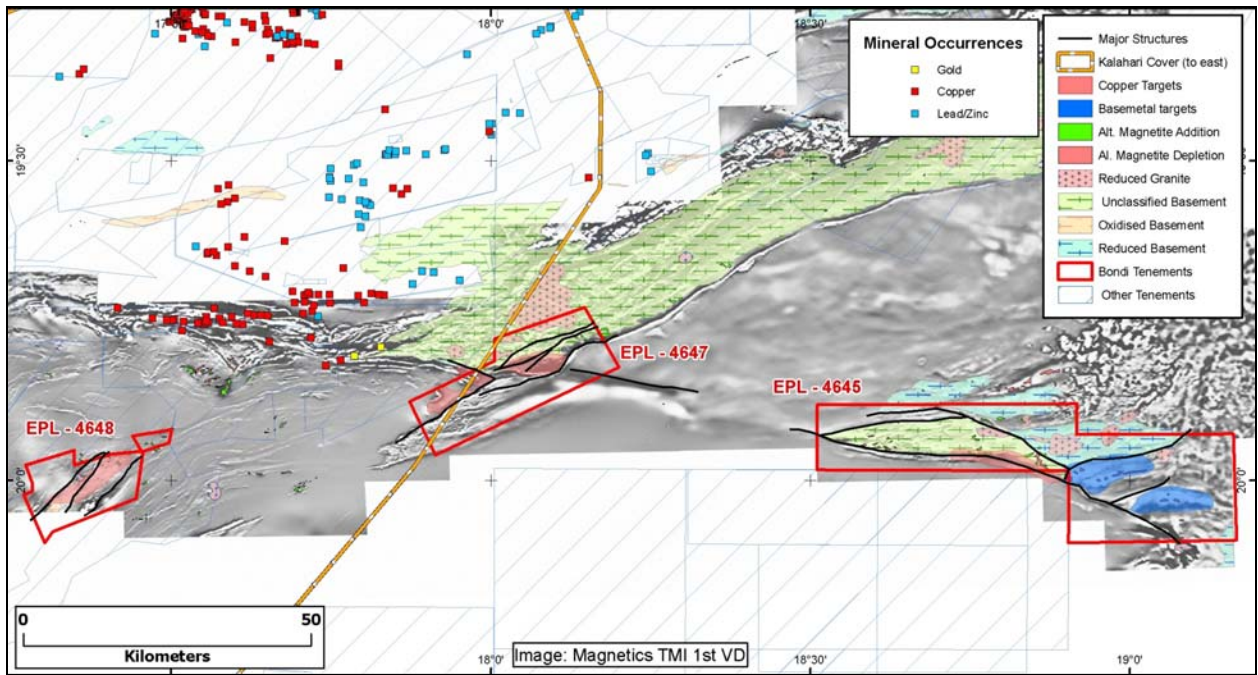 18°0'
18°30'
Mineral Occurrences
Gold
Copper
Lead/Zinc
Major Structures
Kalahari Cover (to east)
Copper Targets
Basemetal targets
Alt. Magnetite Addition
Al. Magnetite Depletion
Reduced Granite
Unclassified Basement
Oxidised Basement
Reduced Basement
Bondi Tenements
Other Tenements
19°30'
EPL - 4647
EPL - 4645
EPL - 4648
20°0'
20°0'
0 50
Kilometers
Image: Magnetics TMI 1st VD
18°0'
18°30'
19°0'